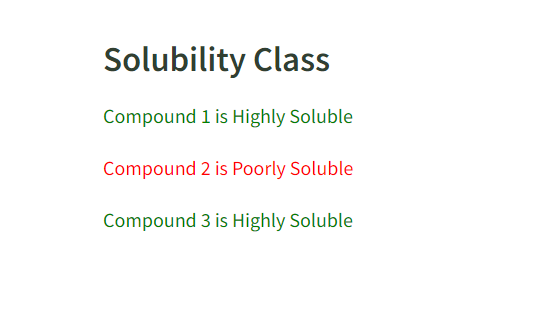 Solubility Class
Compound 1 is Highly Soluble
Compound 2 is Poorly Soluble
Compound 3 is Highly Soluble